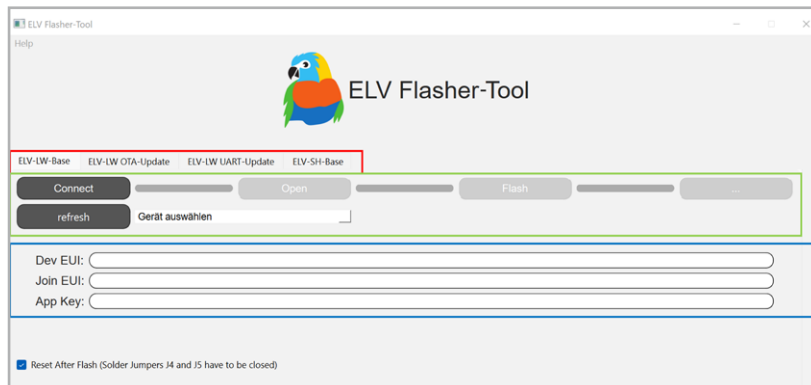 ELV Flasher-Tool
Help
ELV Flasher-Tool
ELV-LW-Base ELV-LW OTA-Update ELV-LW UART-Update ELV-SH-Base
Connect Open Flash ...
refresh Gerät auswählen
Dev EUI:
Join EUI:
App Key:
Reset After Flash (Solder Jumpers J4 and J5 have to be closed)